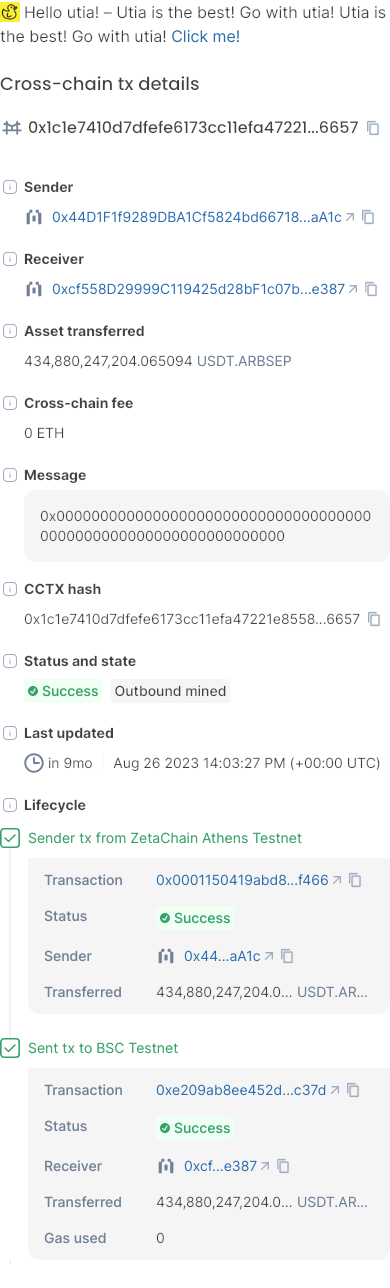 Hello utia! – Utia is the best! Go with utia! Utia is
the best! Go with utia! Click me!
Cross-chain tx details
0x1c1e7410d7dfefe6173cc11efa47221...6657
Sender
0x44D1F1f9289DBA1Cf5824bd66718...aA1c
Receiver
0xcf558D29999C119425d28bF1c07b...e387
Asset transferred
434,880,247,204.065094 USDT.ARBSEP
Cross-chain fee
0 ETH
Message
0x0000000000000000000000000000000000000
00000000000000000000000000000
CCTX hash
0x1c1e7410d7dfefe6173cc11efa47221e8558...6657
Status and state
Success Outbound mined
Last updated
in 9mo Aug 26 2023 14:03:27 PM (+00:00 UTC)
Lifecycle
Sender tx from ZetaChain Athens Testnet
Transaction 0x0001150419abd8...f466
Status Success
Sender 0x44...aA1c
Transferred 434,880,247,204.0... USDT.AR...
Sent tx to BSC Testnet
Transaction 0xe209ab8ee452d...c37d
Status Success
Receiver 0xcf...e387
Transferred 434,880,247,204.0... USDT.AR...
Gas used 0